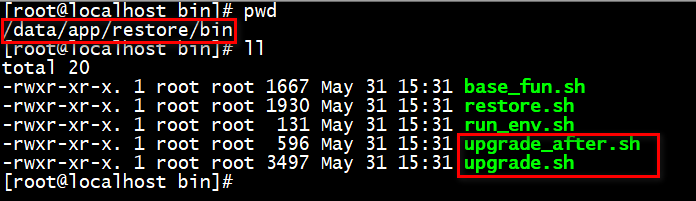 [root@localhost bin]# pwd
/data/app/restore/bin
[root@localhost bin]# ll
total 20
-rwxr-xr-x. 1 root root 1667 May 31 15:31 base_fun.sh
-rwxr-xr-x. 1 root root 1930 May 31 15:31 restore.sh
-rwxr-xr-x. 1 root root  131 May 31 15:31 run_env.sh
-rwxr-xr-x. 1 root root  596 May 31 15:31 upgrade_after.sh
-rwxr-xr-x. 1 root root 3497 May 31 15:31 upgrade.sh
[root@localhost bin]#